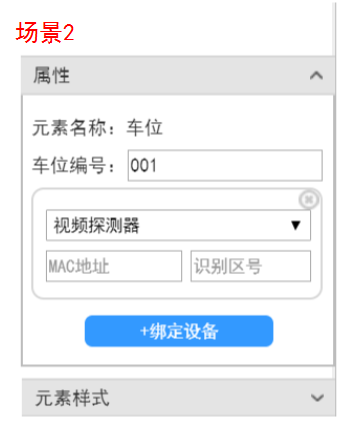 场景2
属性
元素名称：车位
车位编号：001
视频探测器
MAC地址 识别区号
+绑定设备
元素样式